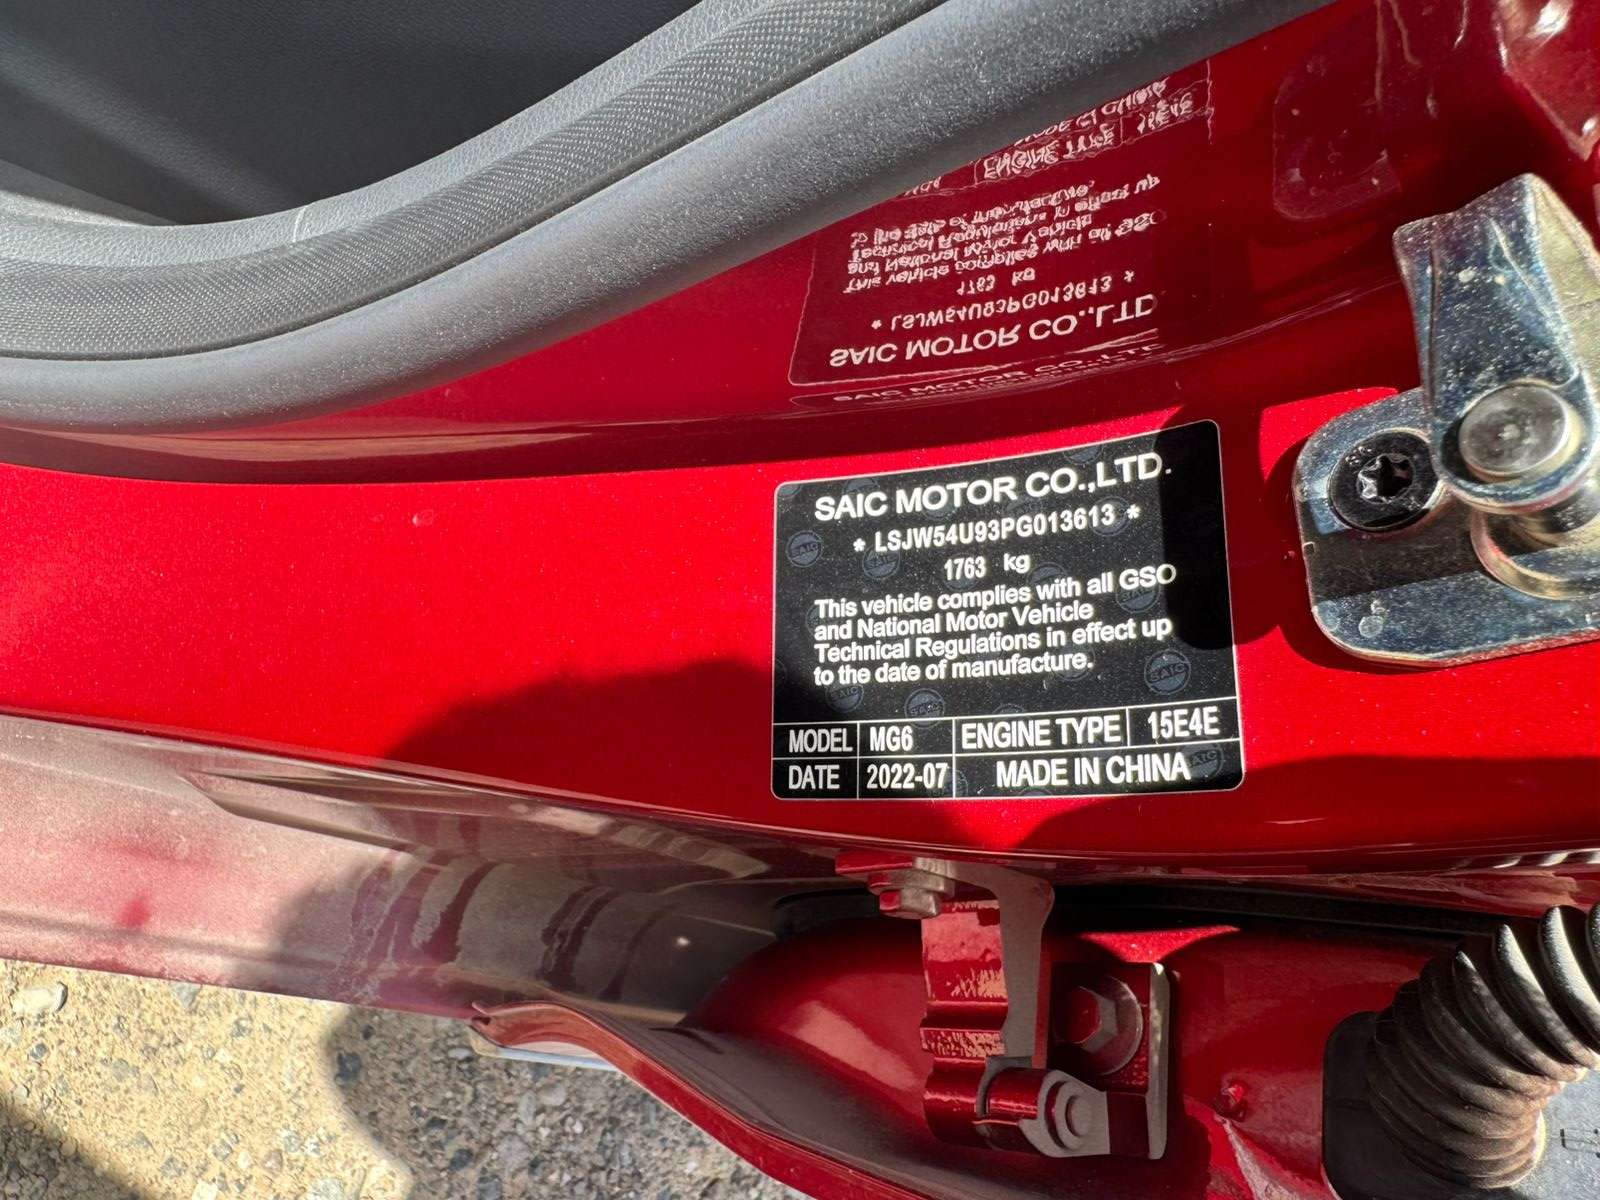 SAIC MOTOR CO.,LTD.
* LSJW54U93PG013613 *
1763 kg
This vehicle complies with all GSO
and National Motor Vehicle
Technical Regulations in effect up
to the date of manufacture.
MODEL MG6 ENGINE TYPE 15E4E
DATE 2022-07 MADE IN CHINA